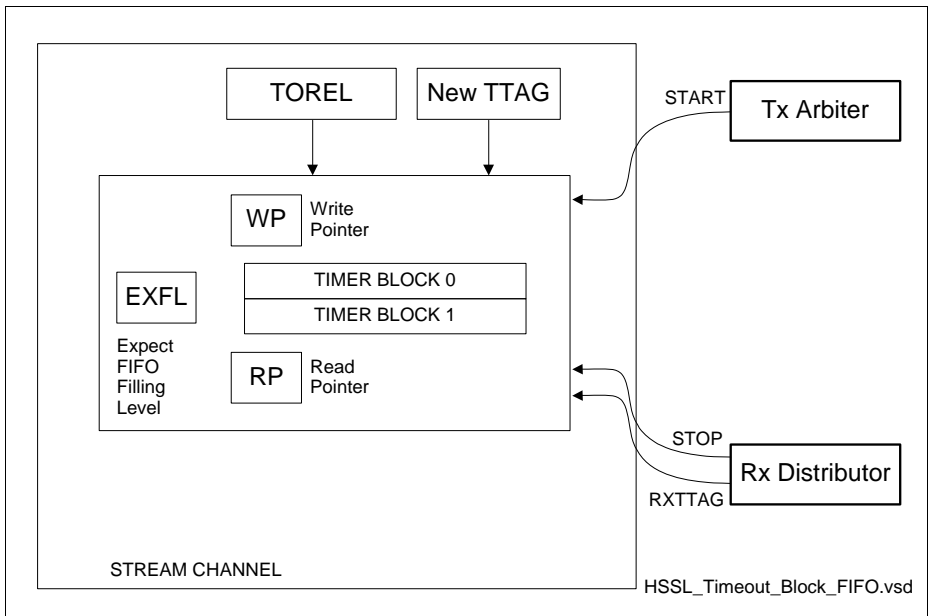 TOREL
New TTAG
START
Tx Arbiter
WP
Write
Pointer
TIMER BLOCK 0
EXFL
TIMER BLOCK 1
Expect
FIFO
Filling
Level
RP
Read
Pointer
STOP
Rx Distributor
RXTTAG
STREAM CHANNEL
HSSL_Timeout_Block_FIFO.vsd